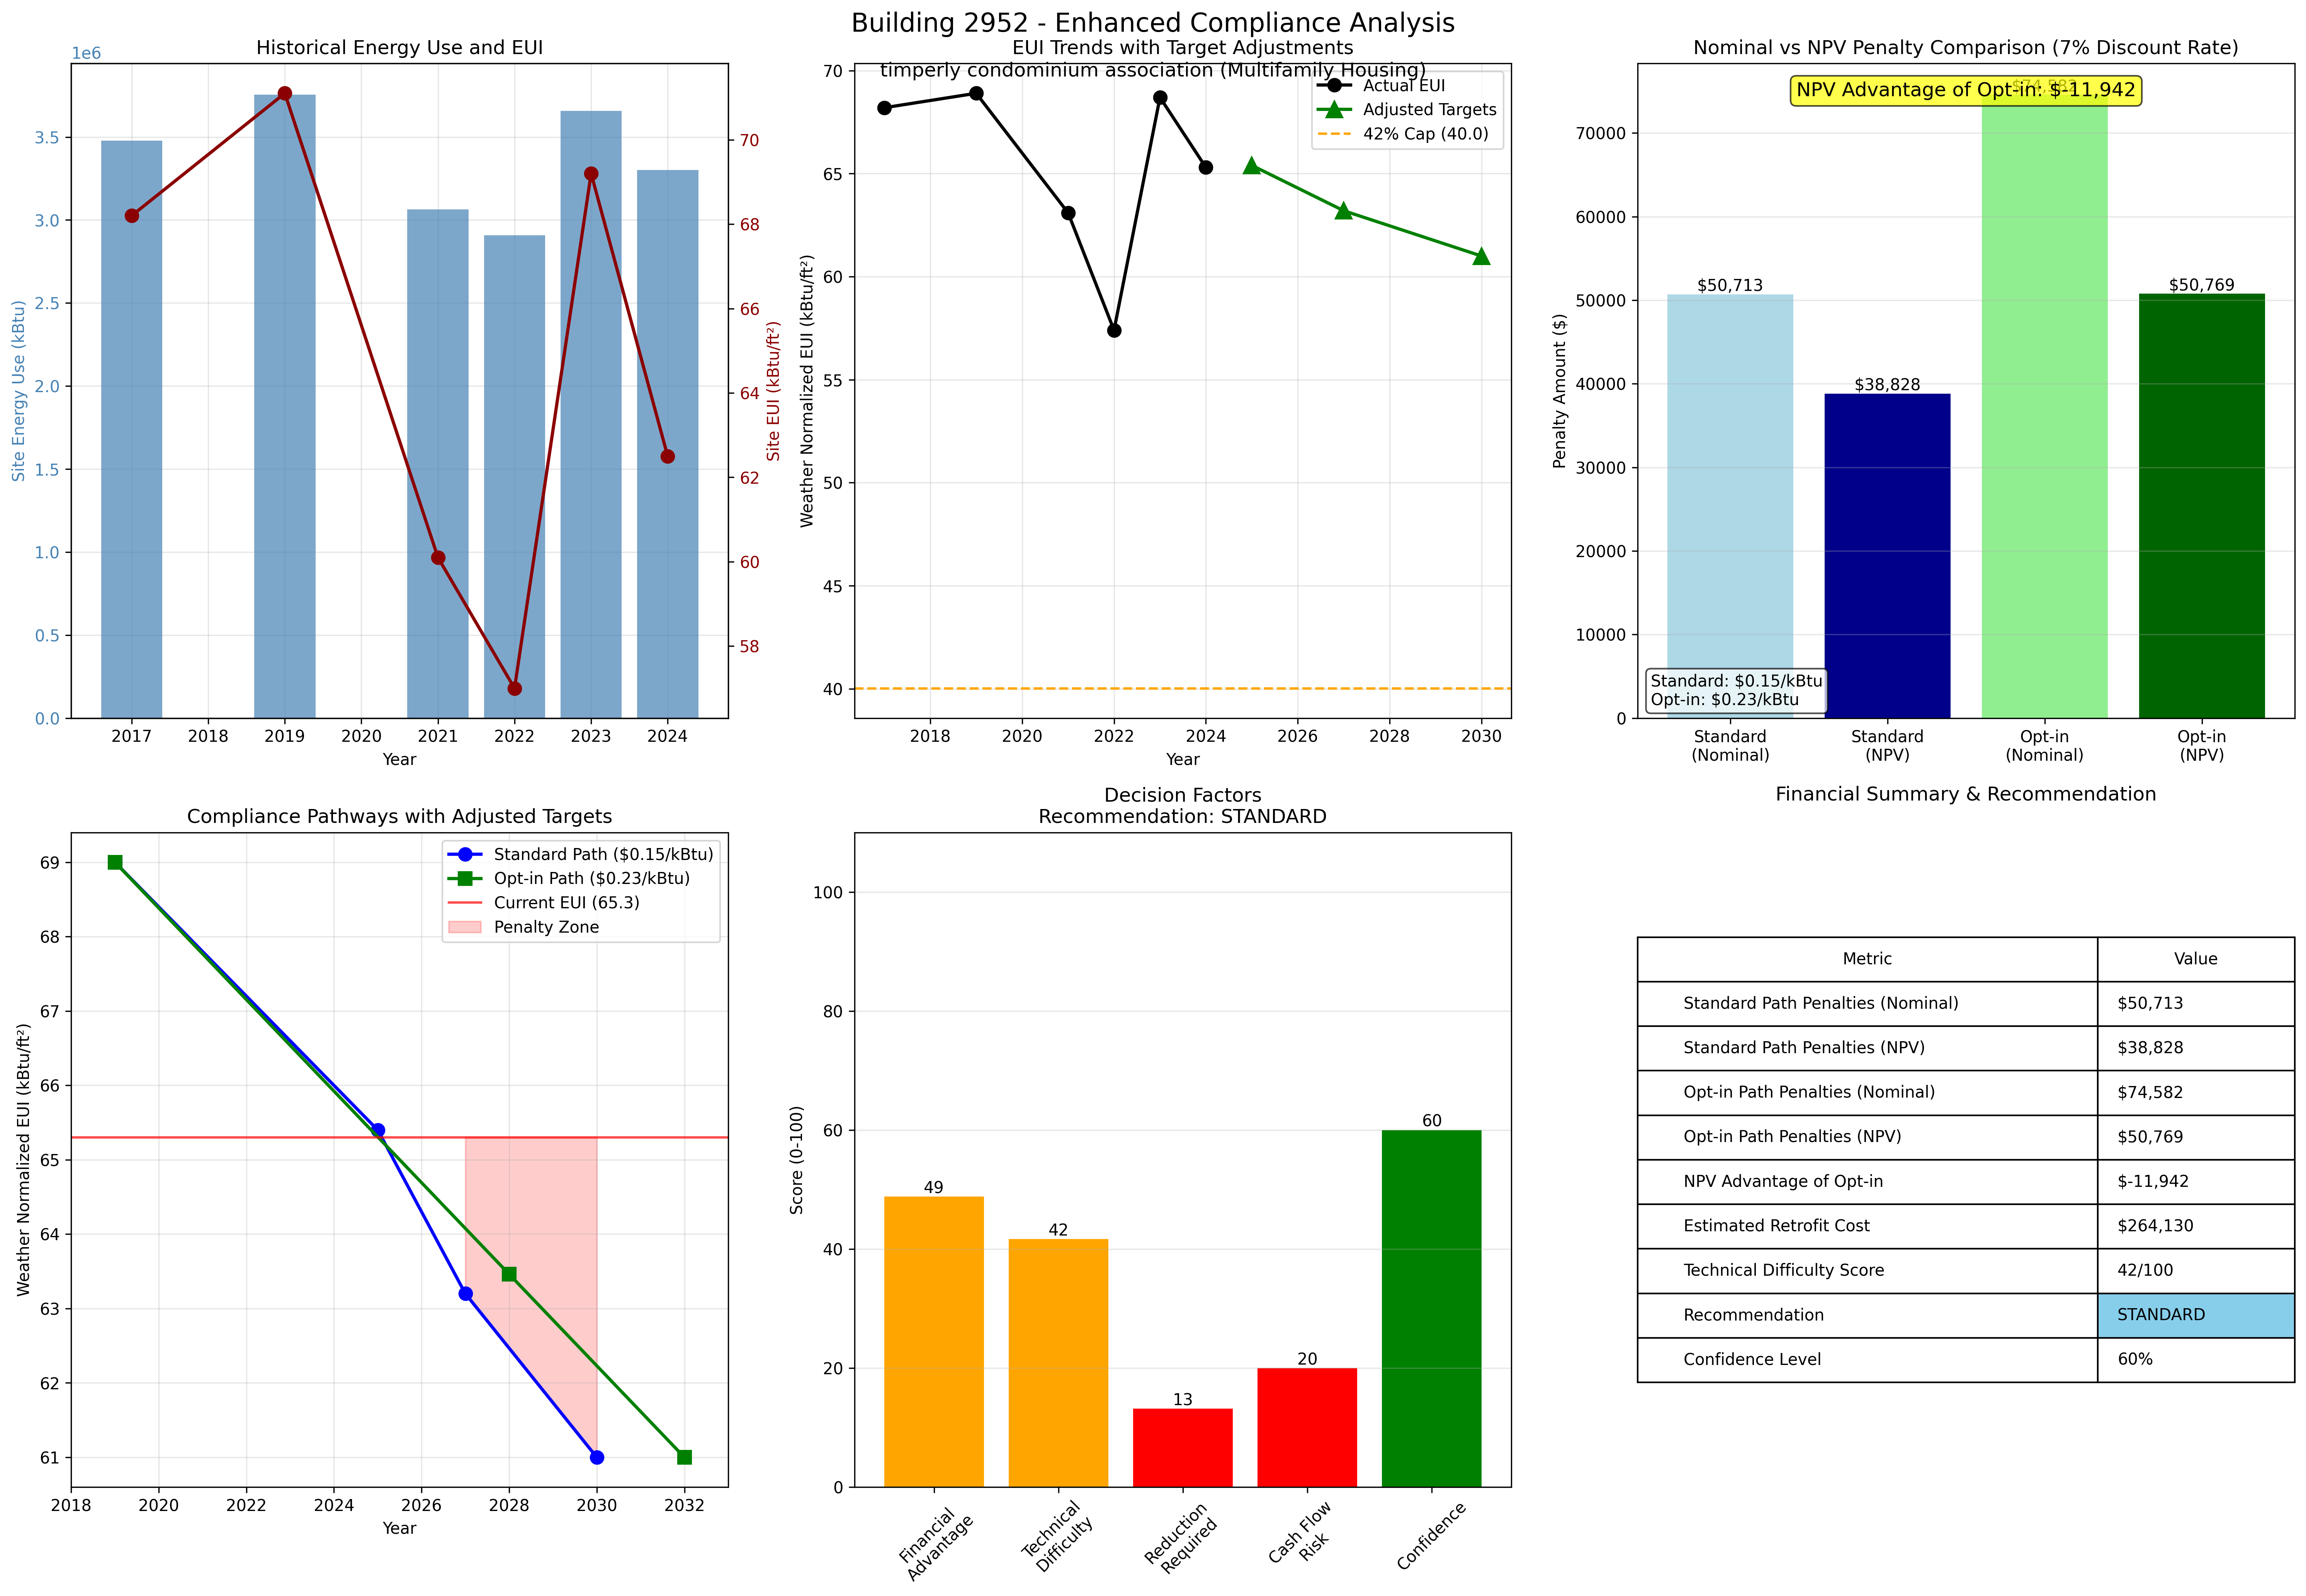 Building 2952 - Enhanced Compliance Analysis
timperly condominium association (Multifamily Housing)
Historical Energy Use and EUI
1e6
3.5
3.0
2.5
2.0
1.5
1.0
0.5
0.0
Site Energy Use (kBtu)
70
68
66
64
62
60
58
Site EUI (kBtu/ft²)
2017 2018 2019 2020 2021 2022 2023 2024
Year
EUI Trends with Target Adjustments
Actual EUI
Adjusted Targets
42% Cap (40.0)
70
65
60
55
50
45
40
Weather Normalized EUI (kBtu/ft²)
2018 2020 2022 2024 2026 2028 2030
Year
Nominal vs NPV Penalty Comparison (7% Discount Rate)
NPV Advantage of Opt-in: $-11,942
$74,582
70000
60000
50000
40000
30000
20000
10000
0
Penalty Amount ($)
$50,713
$38,828
$50,769
Standard: $0.15/kBtu
Opt-in: $0.23/kBtu
Standard
(Nominal)
Standard
(NPV)
Opt-in
(Nominal)
Opt-in
(NPV)
Compliance Pathways with Adjusted Targets
Standard Path ($0.15/kBtu)
Opt-in Path ($0.23/kBtu)
Current EUI (65.3)
Penalty Zone
69
68
67
66
65
64
63
62
61
Weather Normalized EUI (kBtu/ft²)
2018 2020 2022 2024 2026 2028 2030 2032
Year
Decision Factors
Recommendation: STANDARD
100
80
60
40
20
0
Score (0-100)
49
42
13
20
60
Financial
Advantage
Technical
Difficulty
Reduction
Required
Cash Flow
Risk
Confidence
Financial Summary & Recommendation
Metric Value
Standard Path Penalties (Nominal) $50,713
Standard Path Penalties (NPV) $38,828
Opt-in Path Penalties (Nominal) $74,582
Opt-in Path Penalties (NPV) $50,769
NPV Advantage of Opt-in $-11,942
Estimated Retrofit Cost $264,130
Technical Difficulty Score 42/100
Recommendation STANDARD
Confidence Level 60%